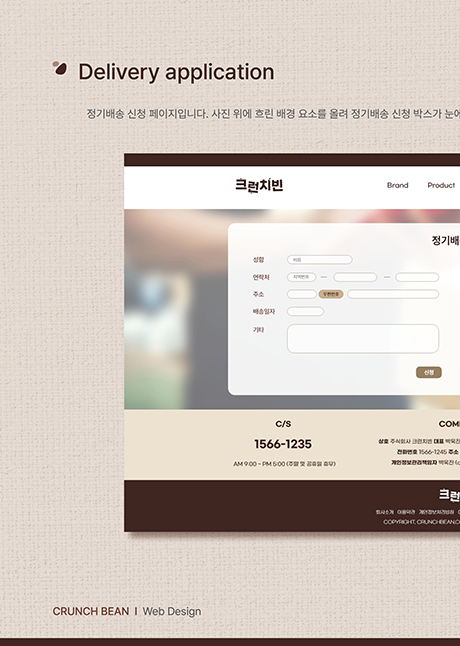 Delivery application
정기배송 신청 페이지입니다. 사진 위에 흐린 배경 요소를 올려 정기배송 신청 박스가 눈에
크런치빈
Brand Product
정기배
성함 이름
연락처 지역번호 — —
주소 우편번호
배송일자
기타
신청
C/S
COM
1566-1235
상호 주식회사 크런치빈 대표 박욱진
전화번호 1566-1245 주소
AM 9:00 - PM 5:00 (주말 및 공휴일 휴무)
개인정보관리책임자 박욱진 (c
크런
회사소개 이용약관 개인정보처리방침
COPYRIGHT. CRUNCHBEAN.CO
CRUNCH BEAN I Web Design